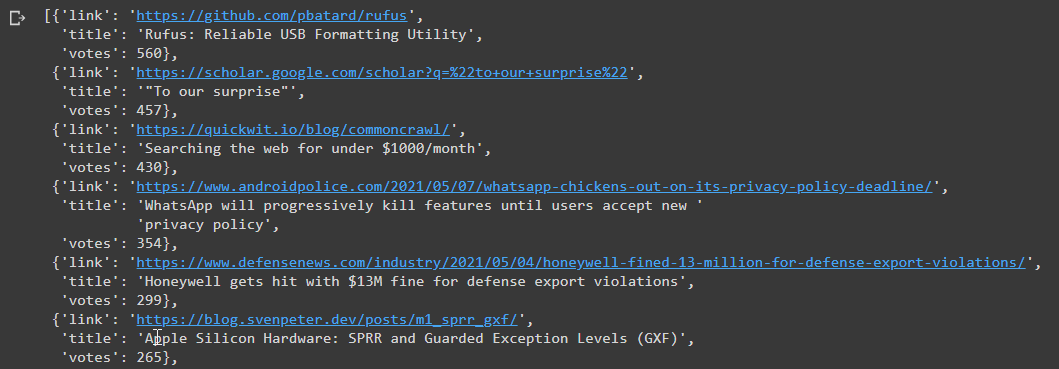 [{'link': 'https://github.com/pbatard/rufus',
'title': 'Rufus: Reliable USB Formatting Utility',
'votes': 560},
{'link': 'https://scholar.google.com/scholar?q=%22to+our+surprise%22',
'title': '"To our surprise"',
'votes': 457},
{'link': 'https://quickwit.io/blog/commoncrawl/',
'title': 'Searching the web for under $1000/month',
'votes': 430},
{'link': 'https://www.androidpolice.com/2021/05/07/whatsapp-chickens-out-on-its-privacy-policy-deadline/',
'title': 'WhatsApp will progressively kill features until users accept new '
'privacy policy',
'votes': 354},
{'link': 'https://www.defensenews.com/industry/2021/05/04/honeywell-fined-13-million-for-defense-export-violations/',
'title': 'Honeywell gets hit with $13M fine for defense export violations',
'votes': 299},
{'link': 'https://blog.svenpeter.dev/posts/m1_sprr_gxf/',
'title': 'Apple Silicon Hardware: SPRR and Guarded Exception Levels (GXF)',
'votes': 265},